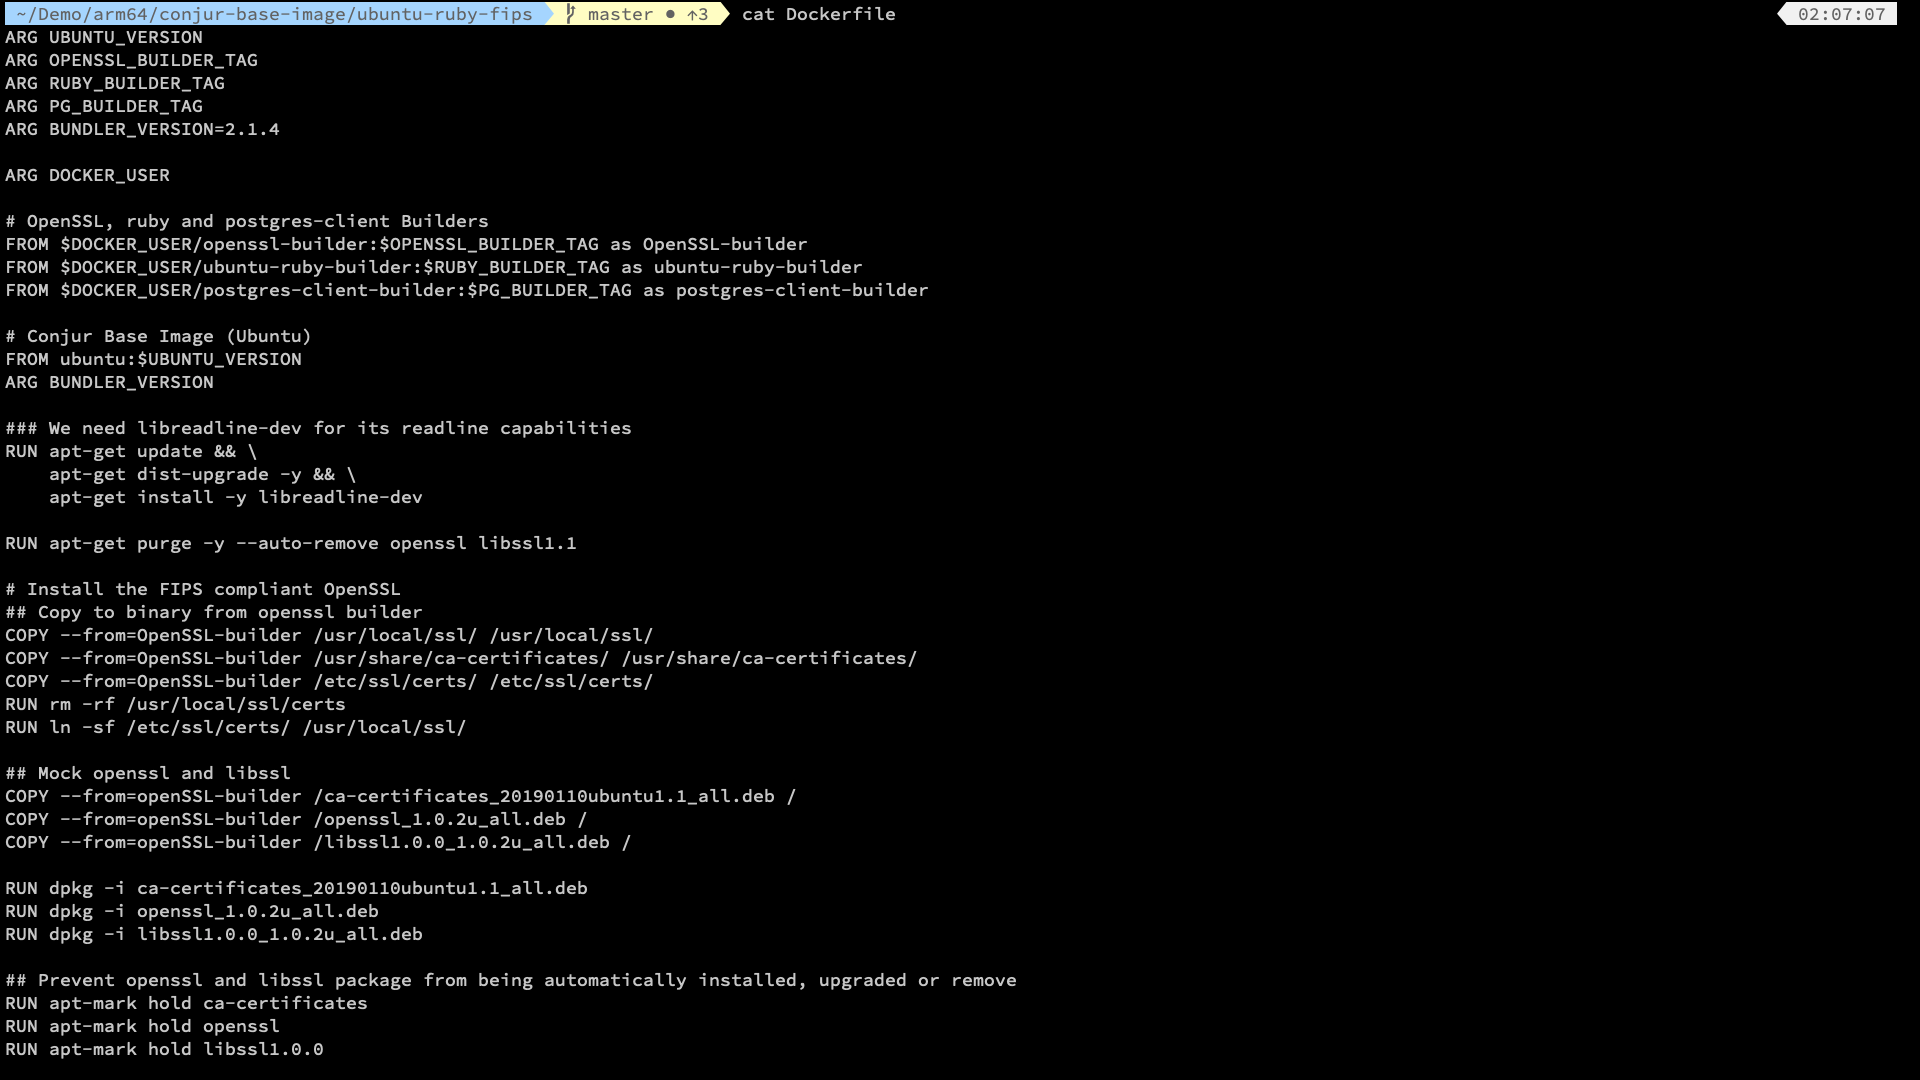 ~/Demo/arm64/conjur-base-image/ubuntu-ruby-fips master ● ↑3 cat Dockerfile 02:07:07
ARG UBUNTU_VERSION
ARG OPENSSL_BUILDER_TAG
ARG RUBY_BUILDER_TAG
ARG PG_BUILDER_TAG
ARG BUNDLER_VERSION=2.1.4

ARG DOCKER_USER

# OpenSSL, ruby and postgres-client Builders
FROM $DOCKER_USER/openssl-builder:$OPENSSL_BUILDER_TAG as OpenSSL-builder
FROM $DOCKER_USER/ubuntu-ruby-builder:$RUBY_BUILDER_TAG as ubuntu-ruby-builder
FROM $DOCKER_USER/postgres-client-builder:$PG_BUILDER_TAG as postgres-client-builder

# Conjur Base Image (Ubuntu)
FROM ubuntu:$UBUNTU_VERSION
ARG BUNDLER_VERSION

### We need libreadline-dev for its readline capabilities
RUN apt-get update && \
    apt-get dist-upgrade -y && \
    apt-get install -y libreadline-dev

RUN apt-get purge -y --auto-remove openssl libssl1.1

# Install the FIPS compliant OpenSSL
## Copy to binary from openssl builder
COPY --from=OpenSSL-builder /usr/local/ssl/ /usr/local/ssl/
COPY --from=OpenSSL-builder /usr/share/ca-certificates/ /usr/share/ca-certificates/
COPY --from=OpenSSL-builder /etc/ssl/certs/ /etc/ssl/certs/
RUN rm -rf /usr/local/ssl/certs
RUN ln -sf /etc/ssl/certs/ /usr/local/ssl/

## Mock openssl and libssl
COPY --from=openSSL-builder /ca-certificates_20190110ubuntu1.1_all.deb /
COPY --from=openSSL-builder /openssl_1.0.2u_all.deb /
COPY --from=openSSL-builder /libssl1.0.0_1.0.2u_all.deb /

RUN dpkg -i ca-certificates_20190110ubuntu1.1_all.deb
RUN dpkg -i openssl_1.0.2u_all.deb
RUN dpkg -i libssl1.0.0_1.0.2u_all.deb

## Prevent openssl and libssl package from being automatically installed, upgraded or remove
RUN apt-mark hold ca-certificates
RUN apt-mark hold openssl
RUN apt-mark hold libssl1.0.0